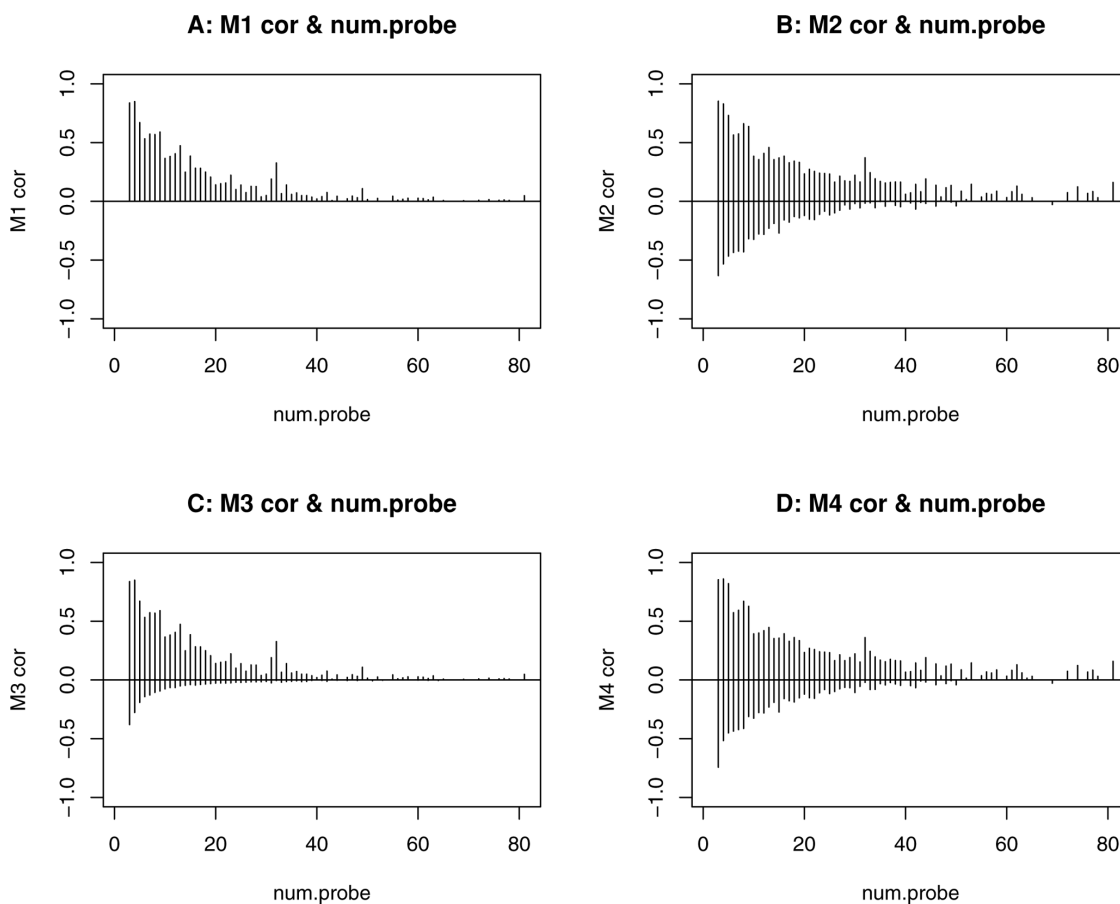 A: M1 cor & num.probe
M1 cor
1.0
0.5
0.0
−0.5
−1.0
0 20 40 60 80
num.probe
B: M2 cor & num.probe
M2 cor
1.0
0.5
0.0
−0.5
−1.0
0 20 40 60 80
num.probe
C: M3 cor & num.probe
M3 cor
1.0
0.5
0.0
−0.5
−1.0
0 20 40 60 80
num.probe
D: M4 cor & num.probe
M4 cor
1.0
0.5
0.0
−0.5
−1.0
0 20 40 60 80
num.probe